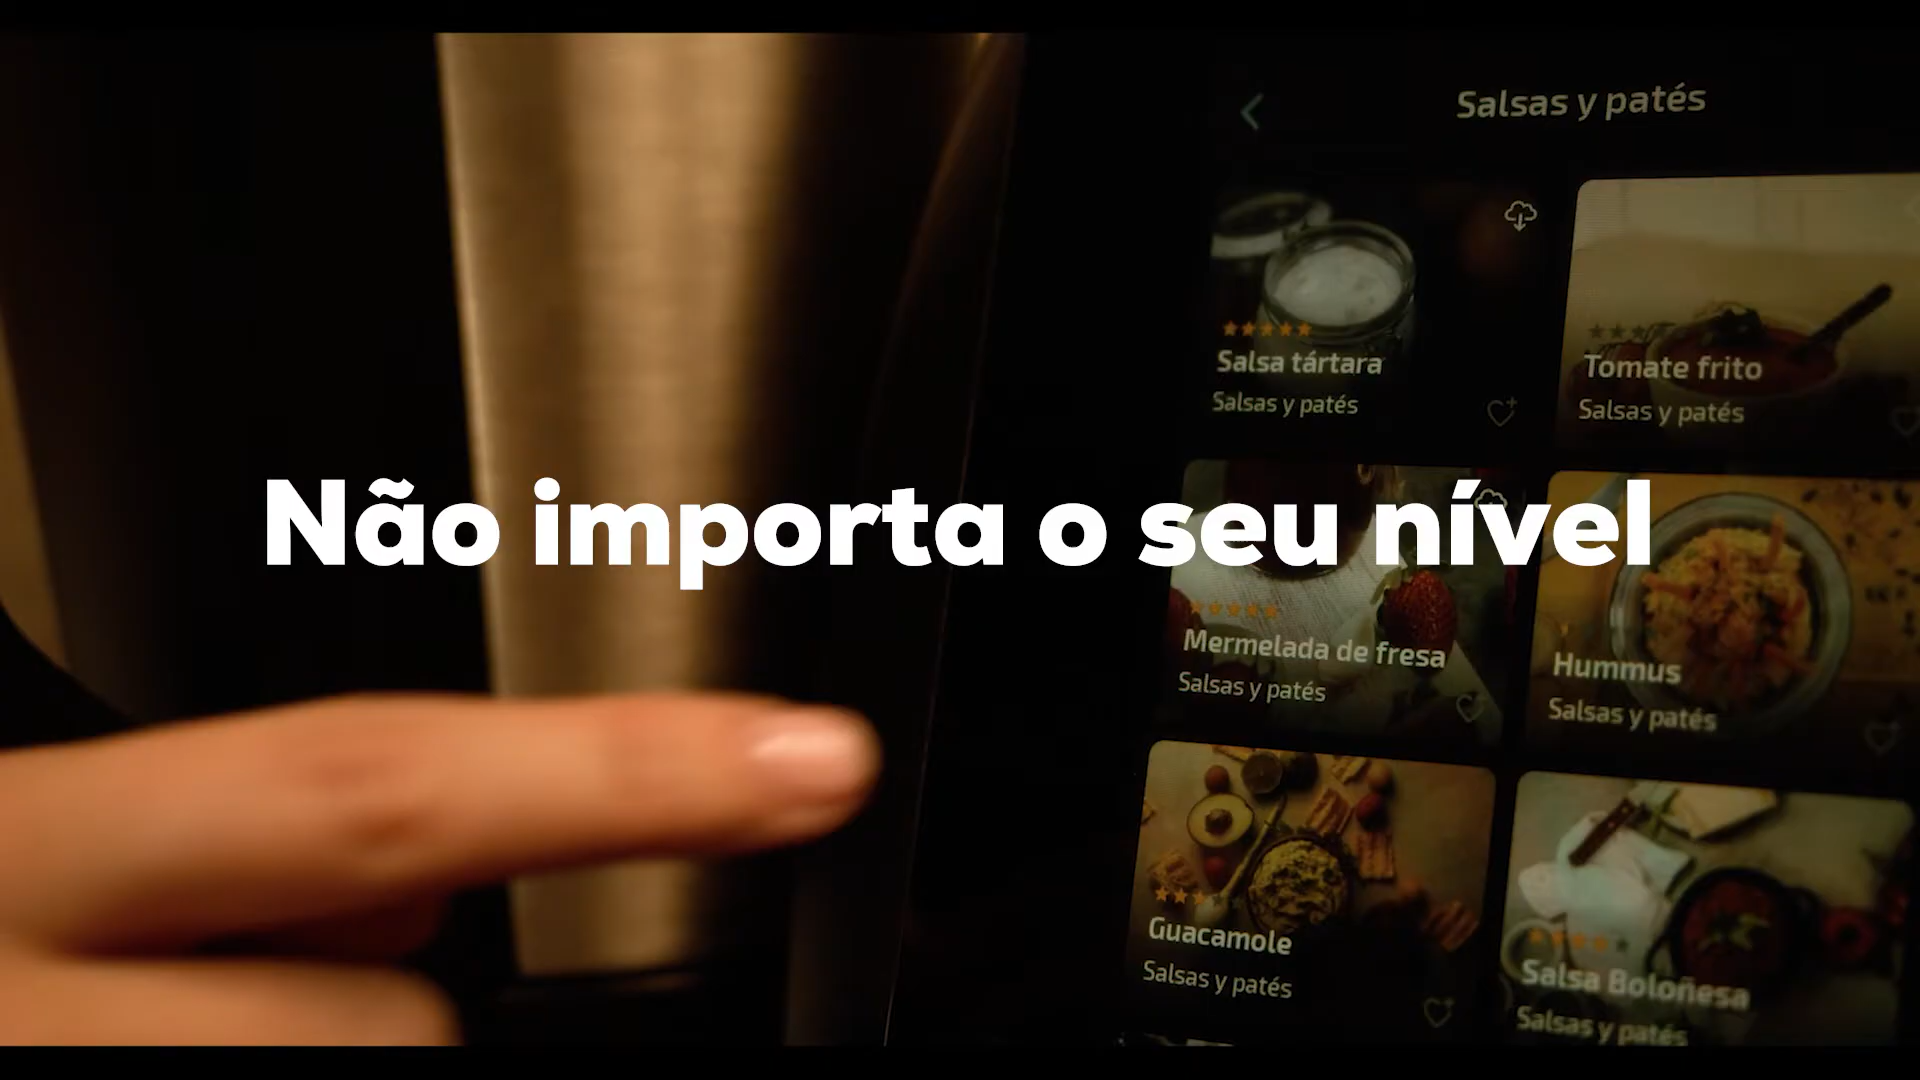 Salsas y patés
Salsa tártara
Salsas y patés
Tomate frito
Salsas y patés
Não importa o seu nível
Mermelada de fresa
Salsas y patés
Hummus
Salsas y patés
Guacamole
Salsas y patés
Salsa Boloñesa
Salsas y patés